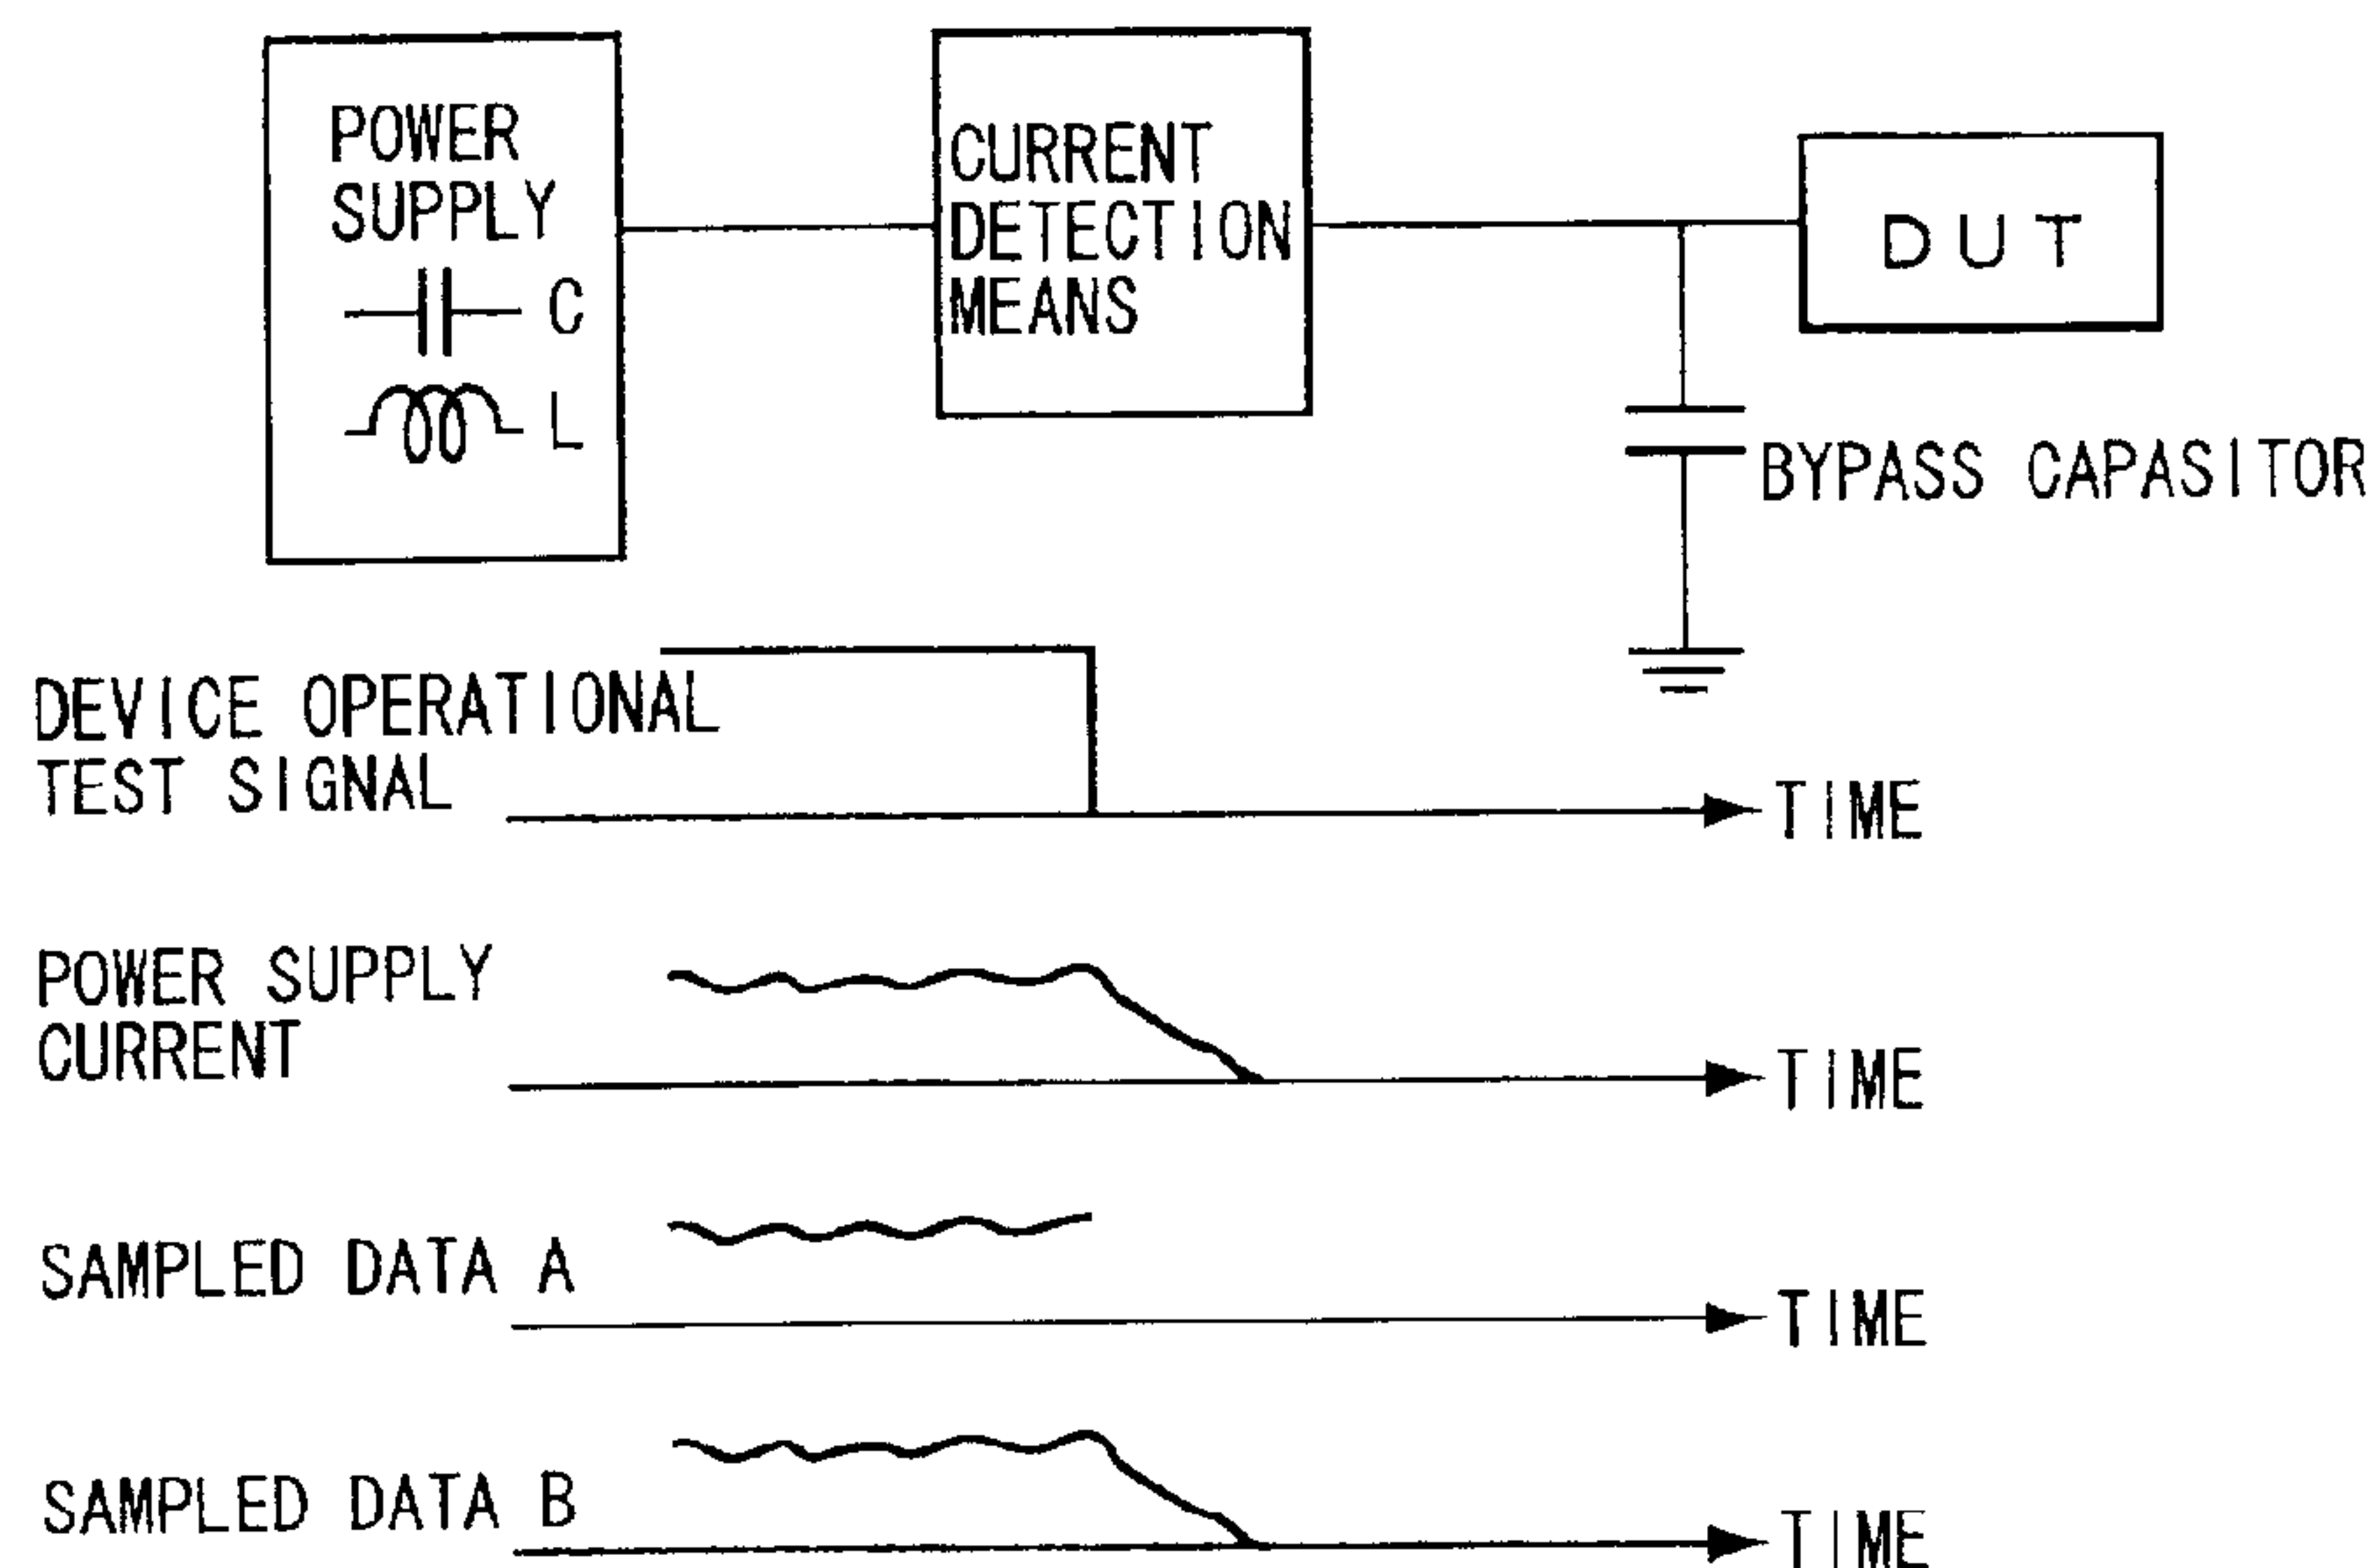 POWER
SUPPLY
C
L
CURRENT
DETECTION
MEANS
DUT
BYPASS CAPASITOR
DEVICE OPERATIONAL
TEST SIGNAL
TIME
POWER SUPPLY
CURRENT
TIME
SAMPLED DATA A
TIME
SAMPLED DATA B
TIME